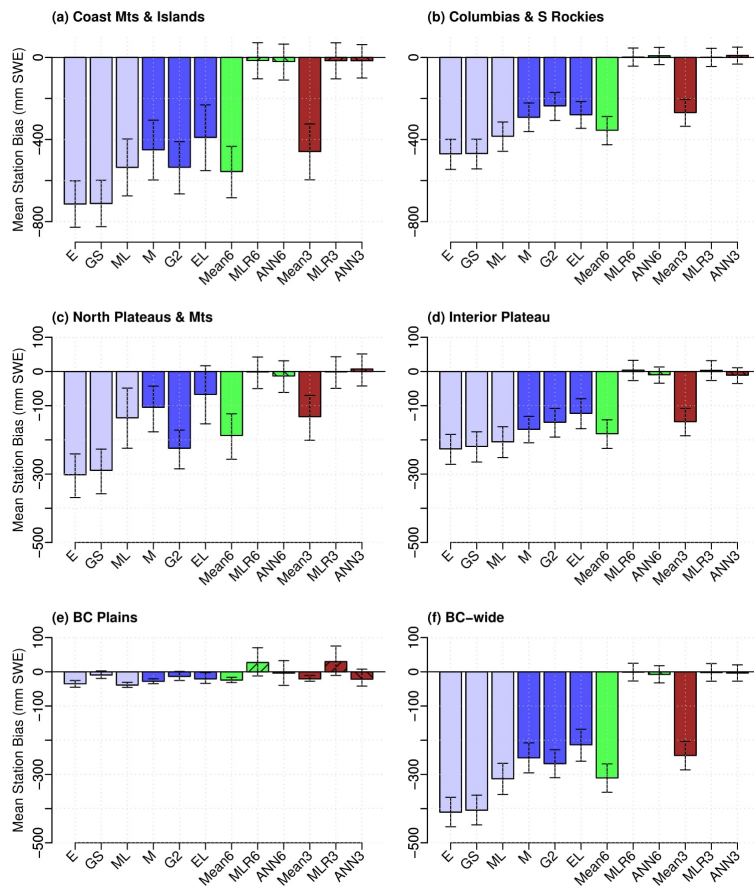 (a) Coast Mts & Islands
(b) Columbias & S Rockies
Mean Station Bias (mm SWE)
0
−400
−800
E GS ML M G2 EL Mean6 MLR6 ANN6 Mean3 MLR3 ANN3
0
−400
−800
E GS ML M G2 EL Mean6 MLR6 ANN6 Mean3 MLR3 ANN3
(c) North Plateaus & Mts
(d) Interior Plateau
Mean Station Bias (mm SWE)
100
0
−100
−300
−500
E GS ML M G2 EL Mean6 MLR6 ANN6 Mean3 MLR3 ANN3
100
0
−100
−300
−500
E GS ML M G2 EL Mean6 MLR6 ANN6 Mean3 MLR3 ANN3
(e) BC Plains
(f) BC−wide
Mean Station Bias (mm SWE)
100
0
−100
−300
−500
E GS ML M G2 EL Mean6 MLR6 ANN6 Mean3 MLR3 ANN3
100
0
−100
−300
−500
E GS ML M G2 EL Mean6 MLR6 ANN6 Mean3 MLR3 ANN3